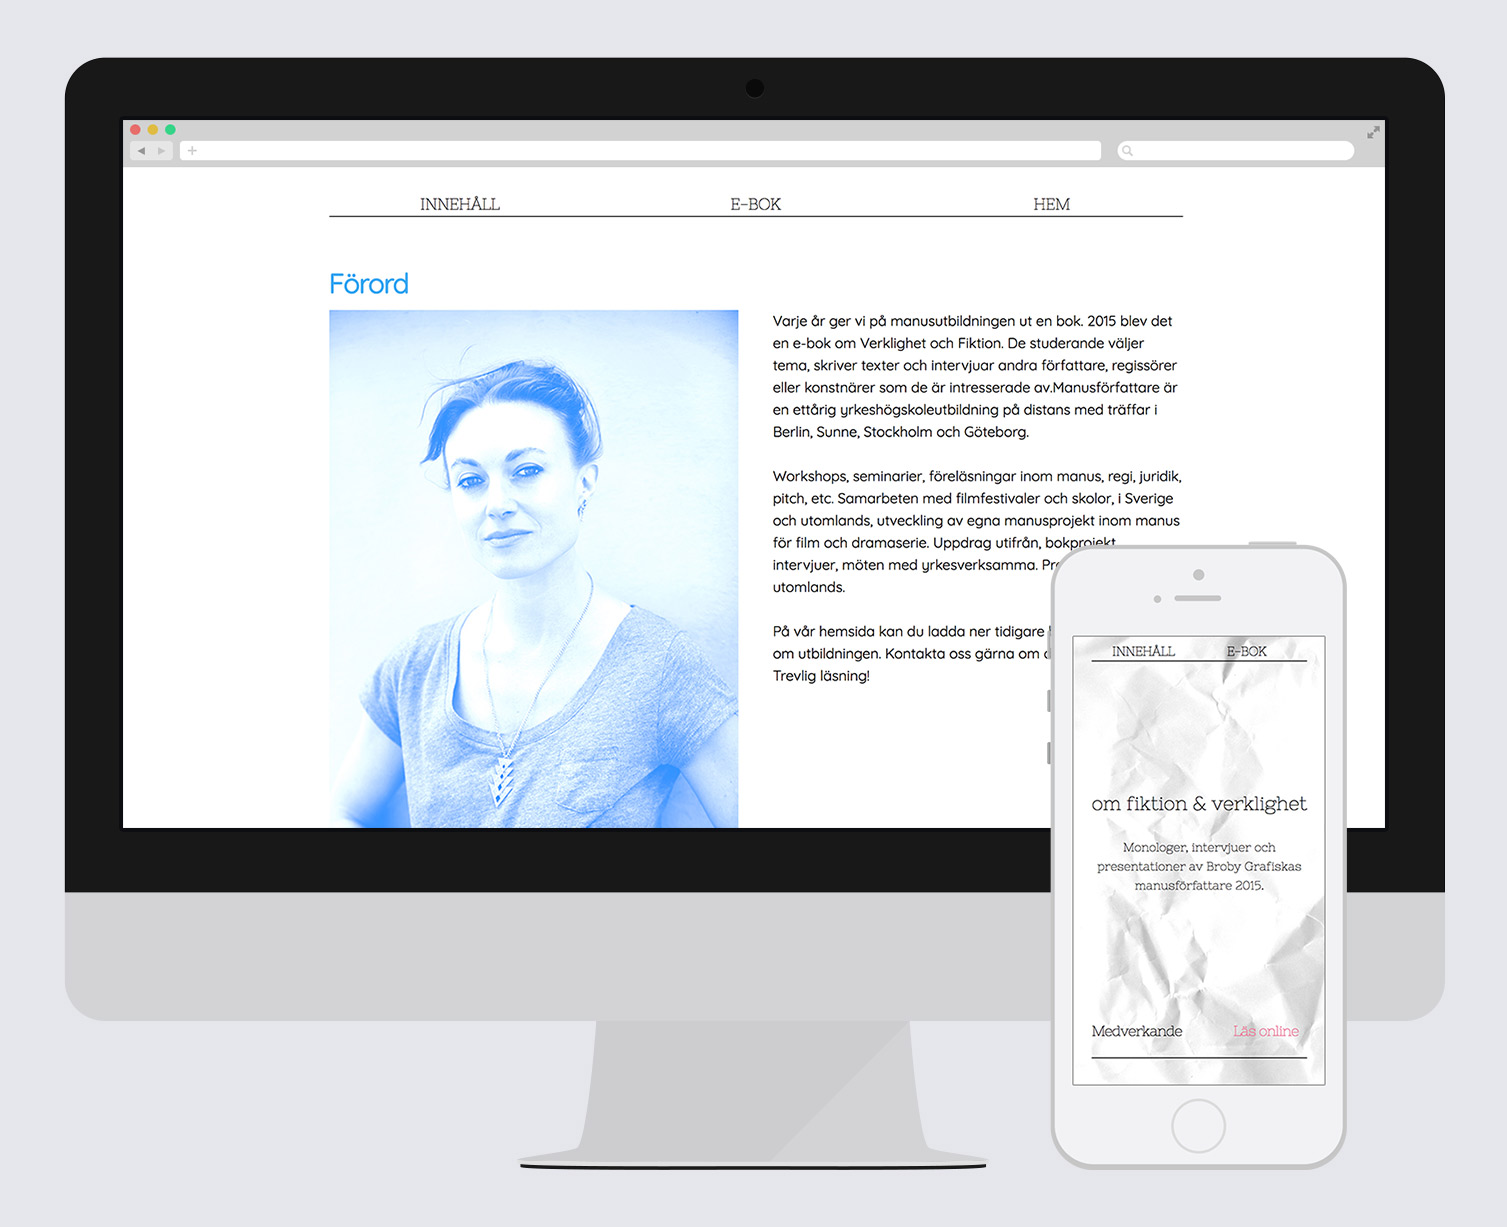 INNEHÅLL E-BOK HEM
Förord
Varje år ger vi på manusutbildningen ut en bok. 2015 blev det
en e-bok om Verklighet och Fiktion. De studerande väljer
tema, skriver texter och intervjuar andra författare, regissörer
eller konstnärer som de är intresserade av.Manusförfattare är
en ettårig yrkeshögskoleutbildning på distans med träffar i
Berlin, Sunne, Stockholm och Göteborg.
Workshops, seminarier, föreläsningar inom manus, regi, juridik,
pitch, etc. Samarbeten med filmfestivaler och skolor, i Sverige
och utomlands, utveckling av egna manusprojekt inom manus
för film och dramaserie. Uppdrag utifrån, bokprojekt
intervjuer, möten med yrkesverksamma.
utomlands.
På vår hemsida kan du ladda ner tidigare
om utbildningen. Kontakta oss gärna om
Trevlig läsning!
INNEHÅLL E-BOK
om fiktion & verklighet
Monologer, intervjuer och
presentationer av Broby Grafiskas
manusförfattare 2015.
Medverkande Läs online